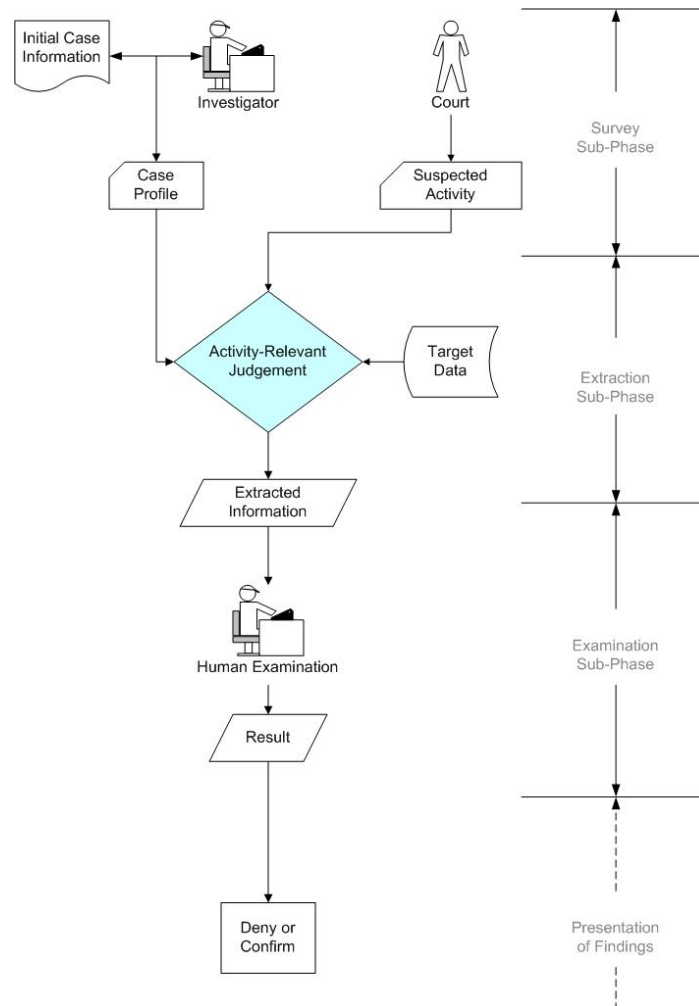 Initial Case
Information
Investigator
Court
Survey
Sub-Phase
Case
Profile
Suspected
Activity
Activity-Relevant
Judgement
Target
Data
Extraction
Sub-Phase
Extracted
Information
Human Examination
Examination
Sub-Phase
Result
Deny or
Confirm
Presentation
of Findings